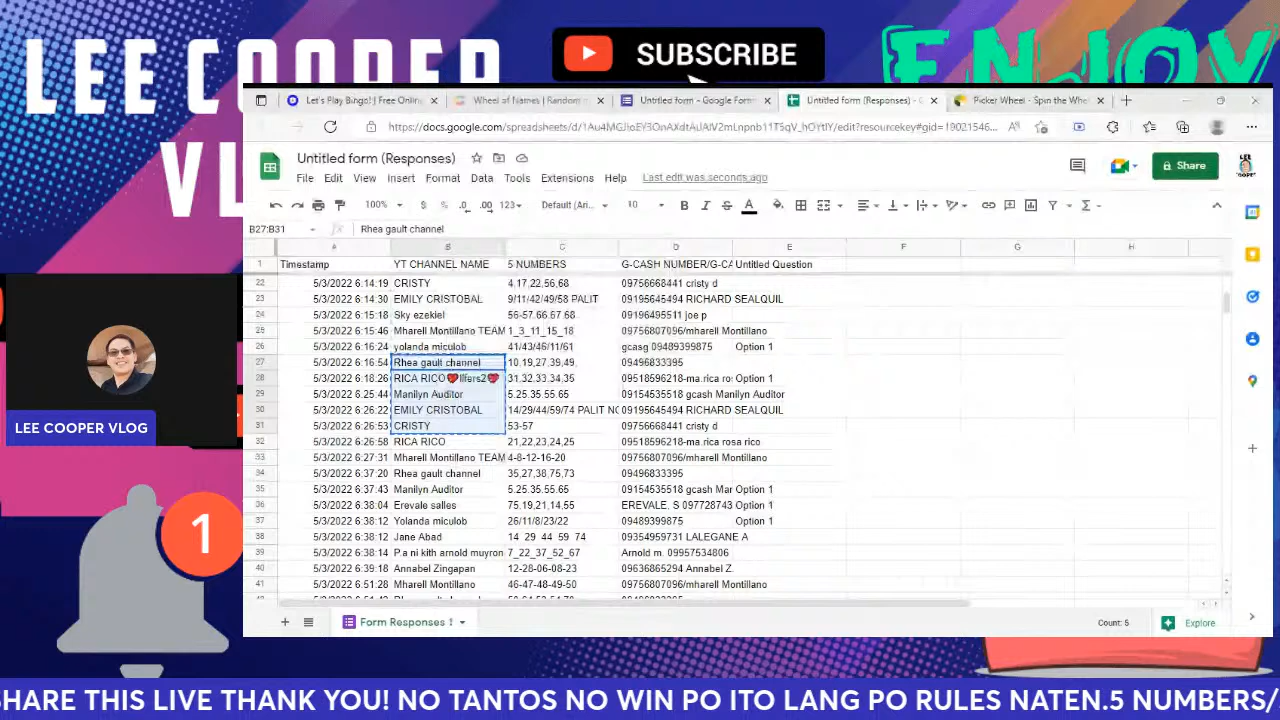 LEE COOPER
VL
SUBSCRIBE
ENJOY
Let's Play Bingo! | Free Onlin
Wheel of Names | Random
Untitled form - Google Form
Untitled form (Responses) - G
Picker Wheel - Spin the Whe
Untitled form (Responses)
File Edit View Insert Format Data Tools Extensions Help Last edit was seconds ago
Share
100% $ % .0 .00 123 Default (Ari... 10 B I S A
B27:B31 Rhea gault channel
A B C D E F G H
1 Timestamp YT CHANNEL NAME 5 NUMBERS G-CASH NUMBER/G-CA Untitled Question
22 5/3/2022 6:14:19 CRISTY 4,17,22,56,68 09756668441 cristy d
23 5/3/2022 6:14:30 EMILY CRISTOBAL 9/11/42/49/58 PALIT 09195645494 RICHARD SEALQUIL
24 5/3/2022 6:15:18 Sky ezekiel 56-57.66 67 68 09196495511 joe p
25 5/3/2022 6:15:46 Mharell Montillano TEAM 1_3_11_15_18 09756807096/mharell Montillano
26 5/3/2022 6:16:24 yolanda miculob 41/43/46/11/61 gcasg 09489399875 Option 1
27 5/3/2022 6:16:54 Rhea gault channel 10,19,27,39,49, 09496833395
28 5/3/2022 6:18:26 RICA RICO❤️lifers2💖 31,32,33,34,35 09518596218-ma.rica ro Option 1
29 5/3/2022 6:25:44 Manilyn Auditor 5.25.35.55.65 09154535518 gcash Manilyn Auditor
30 5/3/2022 6:26:22 EMILY CRISTOBAL 14/29/44/59/74 PALIT NO 09195645494 RICHARD SEALQUIL
31 5/3/2022 6:26:53 CRISTY 53-57 09756668441 cristy d
32 5/3/2022 6:26:58 RICA RICO 21,22,23,24,25 09518596218-ma.rica rosa rico
33 5/3/2022 6:27:31 Mharell Montillano TEAM 4-8-12-16-20 09756807096/mharell Montillano
34 5/3/2022 6:37:20 Rhea gault channel 35,27,38,75,73 09496833395
35 5/3/2022 6:37:43 Manilyn Auditor 5.25.35.55.65 09154535518 gcash Mar Option 1
36 5/3/2022 6:38:04 Erevale salles 75,19,21,14,55 EREVALE, S 097728743 Option 1
37 5/3/2022 6:38:12 Yolanda miculob 26/11/8/23/22 09489399875 Option 1
38 5/3/2022 6:38:12 Jane Abad 14 29 44 59 74 09354959731 LALEGANE A
39 5/3/2022 6:38:14 P a ni kith arnold muyron 7_22_37_52_67 Arnold m. 09957534806
40 5/3/2022 6:39:18 Annabel Zingapan 12-28-06-08-23 09636865294 Annabel Z.
41 5/3/2022 6:51:28 Mharell Montillano 46-47-48-49-50 09756807096/mharell Montillano
Form Responses 1
Count: 5
Explore
LEE COOPER VLOG
1
SHARE THIS LIVE THANK YOU! NO TANTOS NO WIN PO ITO LANG PO RULES NATEN.5 NUMBERS/